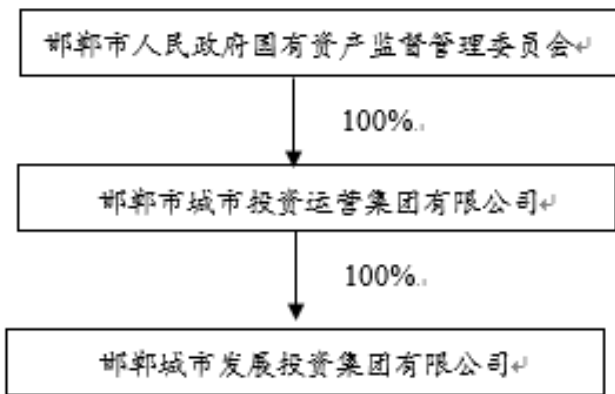 邯郸市人民政府国有资产监督管理委员会
100%
邯郸市城市投资运营集团有限公司
100%
邯郸城市发展投资集团有限公司